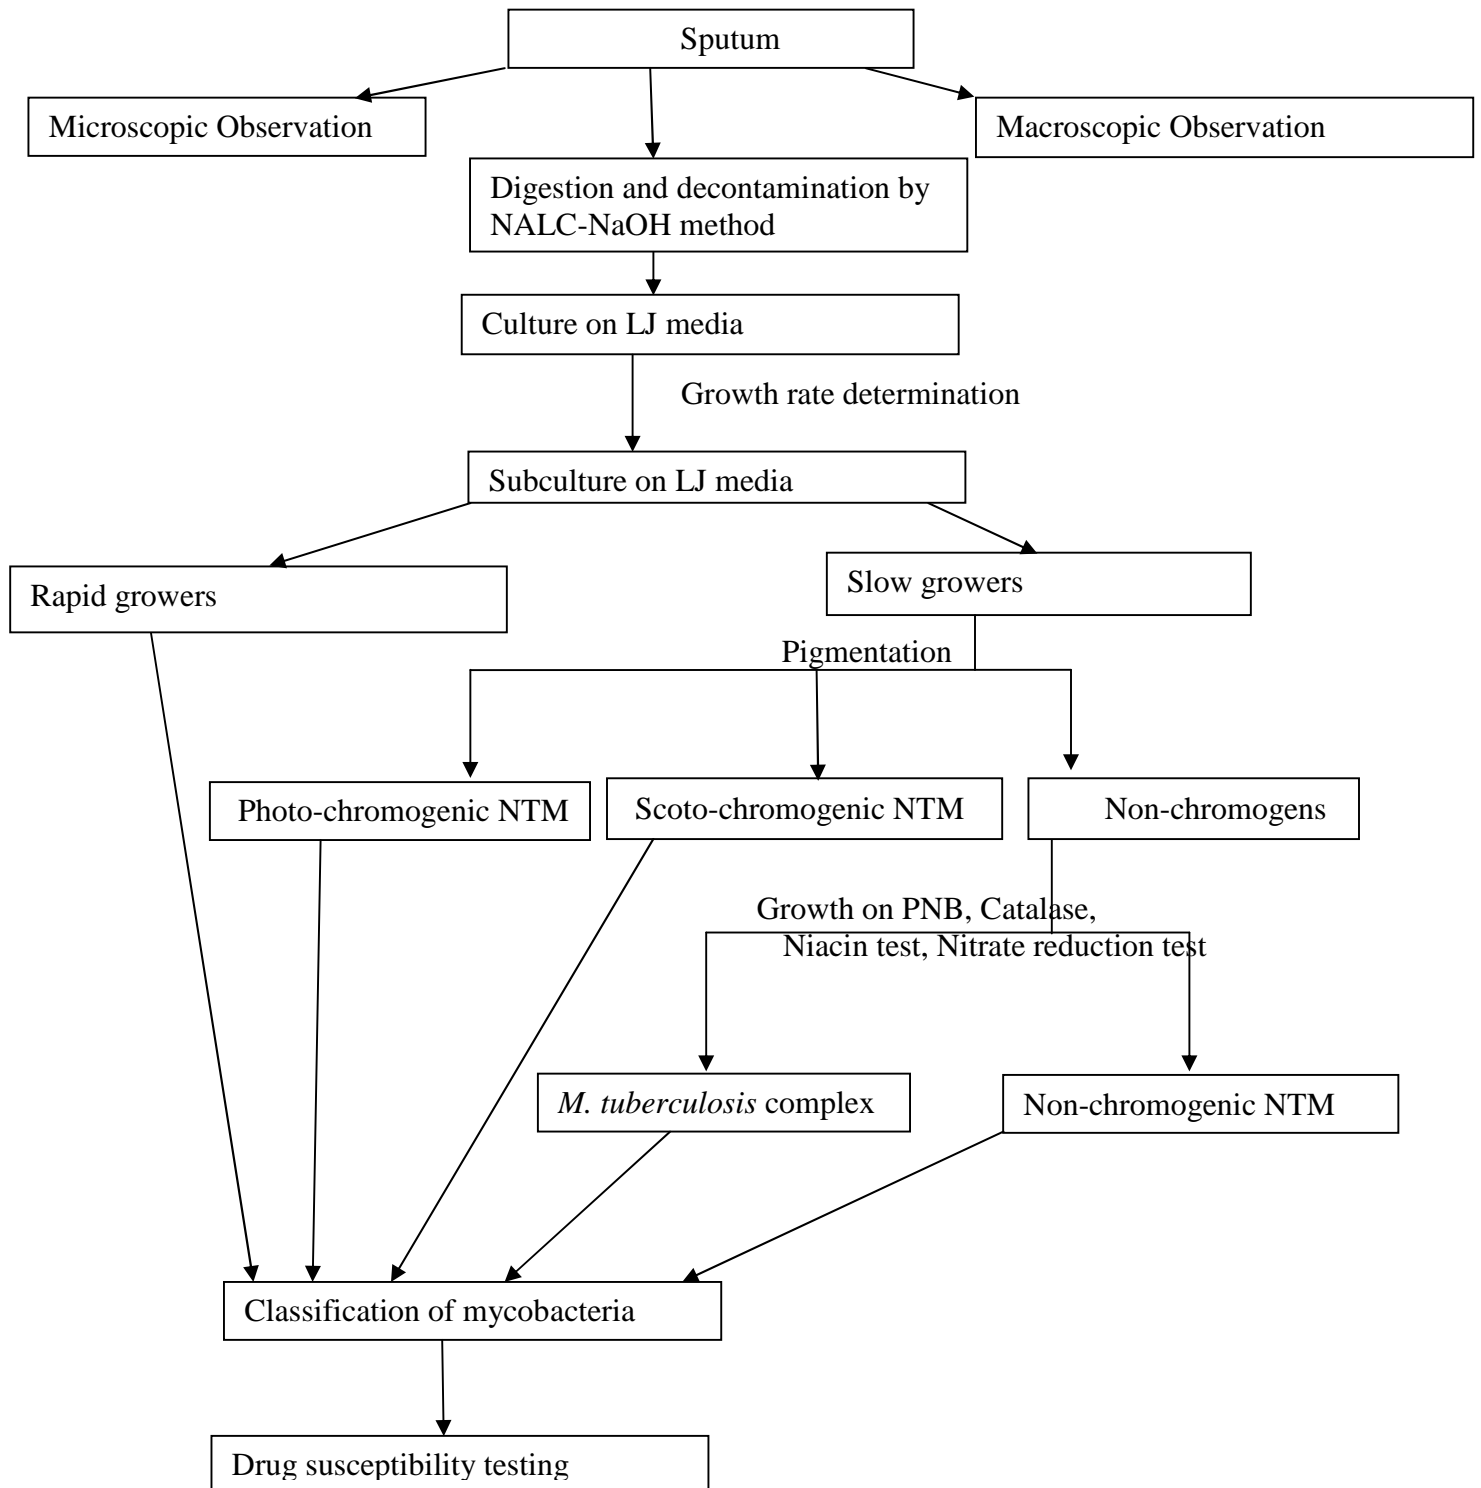 Sputum
Microscopic Observation
Macroscopic Observation
Digestion and decontamination by
NALC-NaOH method
Culture on LJ media
Growth rate determination
Subculture on LJ media
Rapid growers
Slow growers
Pigmentation
Photo-chromogenic NTM
Scoto-chromogenic NTM
Non-chromogens
Growth on PNB, Catalase,
Niacin test, Nitrate reduction test
M. tuberculosis complex
Non-chromogenic NTM
Classification of mycobacteria
Drug susceptibility testing